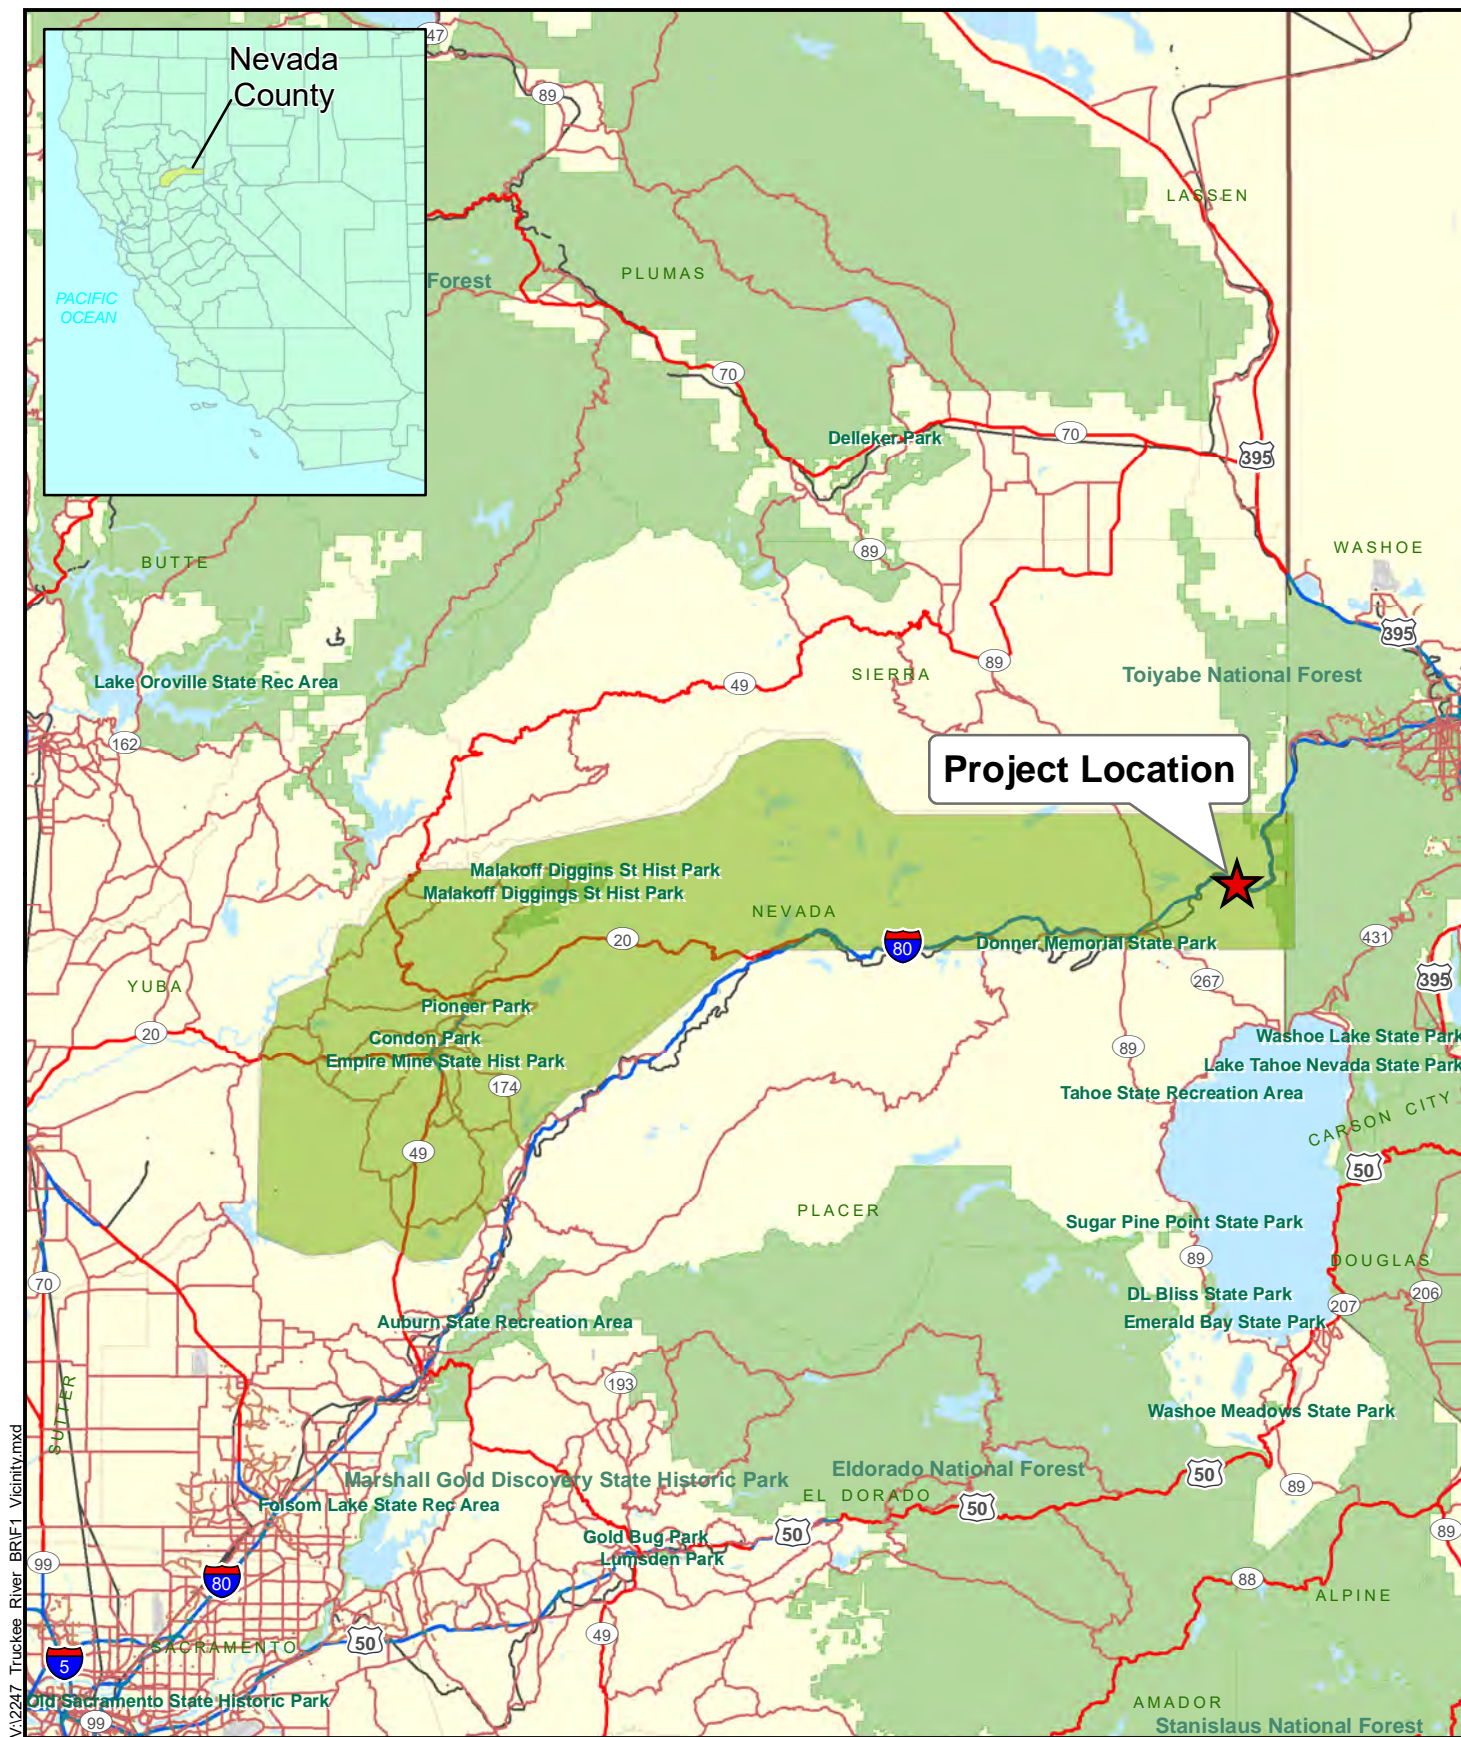 Nevada
County
PACIFIC
OCEAN
47
89
LASSEN
Forest
PLUMAS
70
Delleker Park
70
395
BUTTE
89
WASHOE
395
Lake Oroville State Rec Area
49
SIERRA
89
Toiyabe National Forest
162
Project Location
Malakoff Diggins St Hist Park
Malakoff Diggings St Hist Park
NEVADA
20
80
Donner Memorial State Park
431
267
395
YUBA
20
Pioneer Park
Condon Park
Empire Mine State Hist Park
174
89
Washoe Lake State Park
Lake Tahoe Nevada State Park
Tahoe State Recreation Area
CARSON CITY
49
50
PLACER
Sugar Pine Point State Park
89
DOUGLAS
70
DL Bliss State Park
207
206
Auburn State Recreation Area
Emerald Bay State Park
193
SUTTER
Washoe Meadows State Park
Marshall Gold Discovery State Historic Park
Eldorado National Forest
50
89
Folsom Lake State Rec Area
EL DORADO
50
50
Gold Bug Park
Lumsden Park
89
99
80
88
ALPINE
SACRAMENTO
50
49
5
Old Sacramento State Historic Park
99
AMADOR
Stanislaus National Forest
V:\2247_Truckee_River_BR\F1_Vicinity.mxd